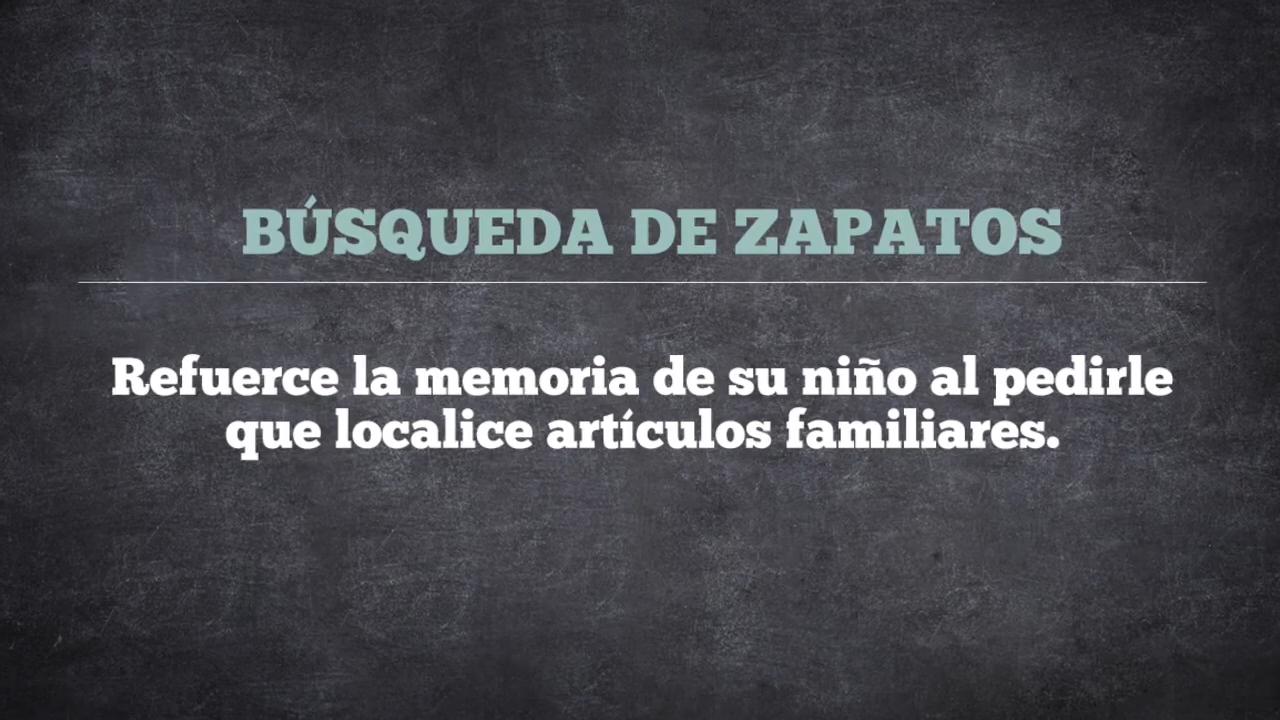 BÚSQUEDA DE ZAPATOS
Refuerce la memoria de su niño al pedirle
que localice artículos familiares.